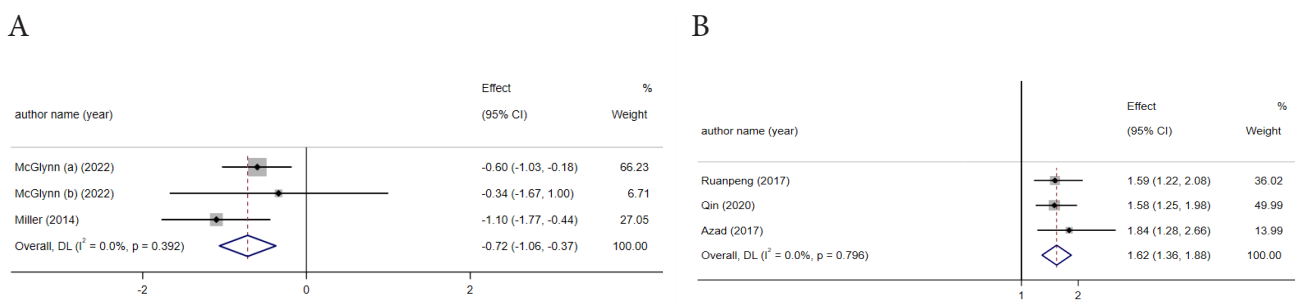 A
Effect %
author name (year) (95% CI) Weight
McGlynn (a) (2022) -0.60 (-1.03, -0.18) 66.23
McGlynn (b) (2022) -0.34 (-1.67, 1.00) 6.71
Miller (2014) -1.10 (-1.77, -0.44) 27.05
Overall, DL (I² = 0.0%, p = 0.392) -0.72 (-1.06, -0.37) 100.00
-2 0 2
B
Effect %
author name (year) (95% CI) Weight
Ruanpeng (2017) 1.59 (1.22, 2.08) 36.02
Qin (2020) 1.58 (1.25, 1.98) 49.99
Azad (2017) 1.84 (1.28, 2.66) 13.99
Overall, DL (I² = 0.0%, p = 0.796) 1.62 (1.36, 1.88) 100.00
1 2